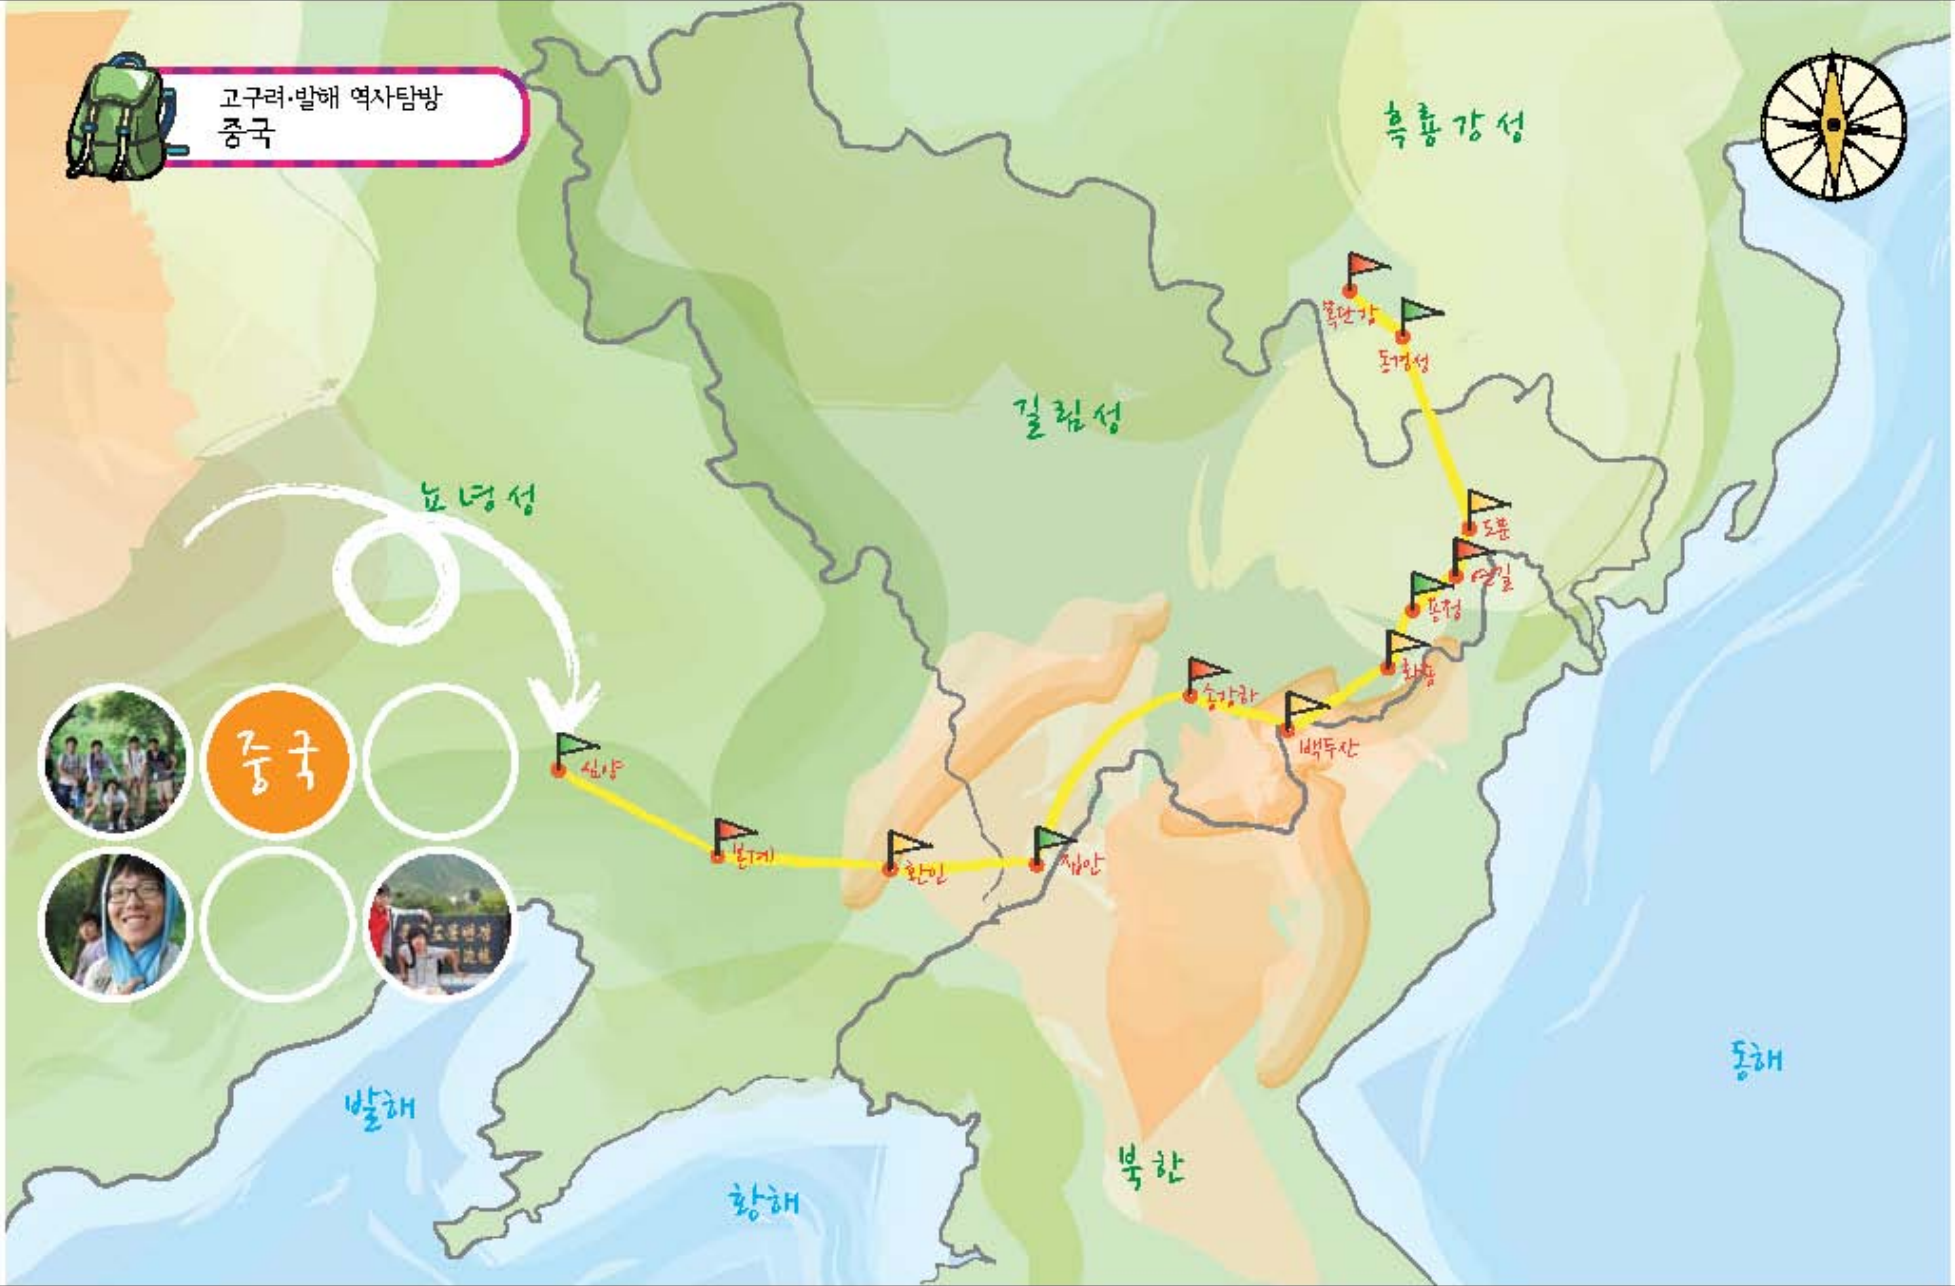 고구려·발해 역사탐방
중국
흑룡강성
목단강
동경성
길림성
요녕성
도문
연길
용정
화룡
송강하
백두산
중국
심양
본계
환인
집안
동해
발해
북한
황해